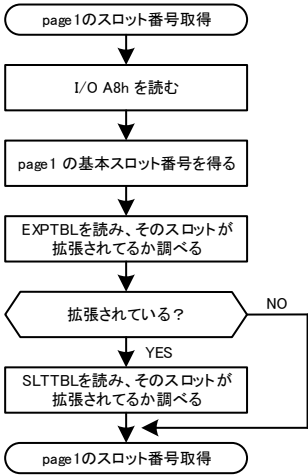 page1のスロット番号取得
I/O A8h を読む
page1 の基本スロット番号を得る
EXPTBLを読み、そのスロットが
拡張されてるか調べる
拡張されている？
NO
YES
SLTTBLを読み、そのスロットが
拡張されてるか調べる
page1のスロット番号取得